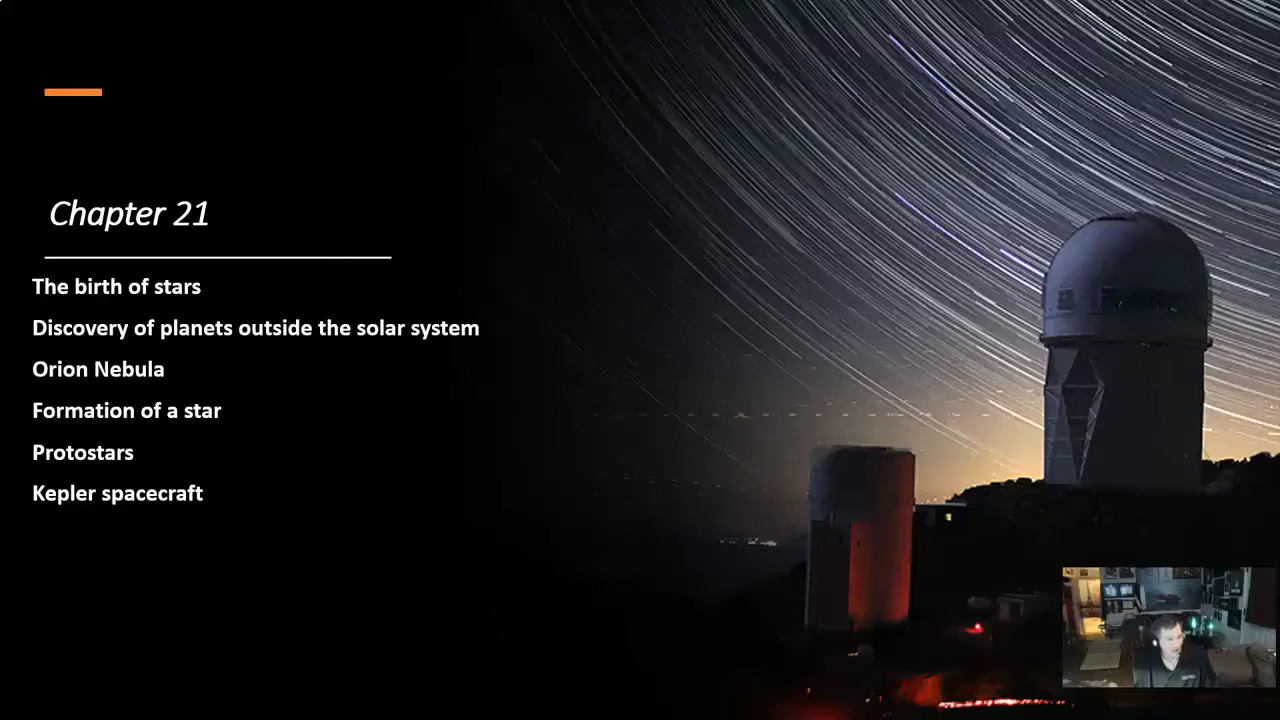 Chapter 21
The birth of stars
Discovery of planets outside the solar system
Orion Nebula
Formation of a star
Protostars
Kepler spacecraft